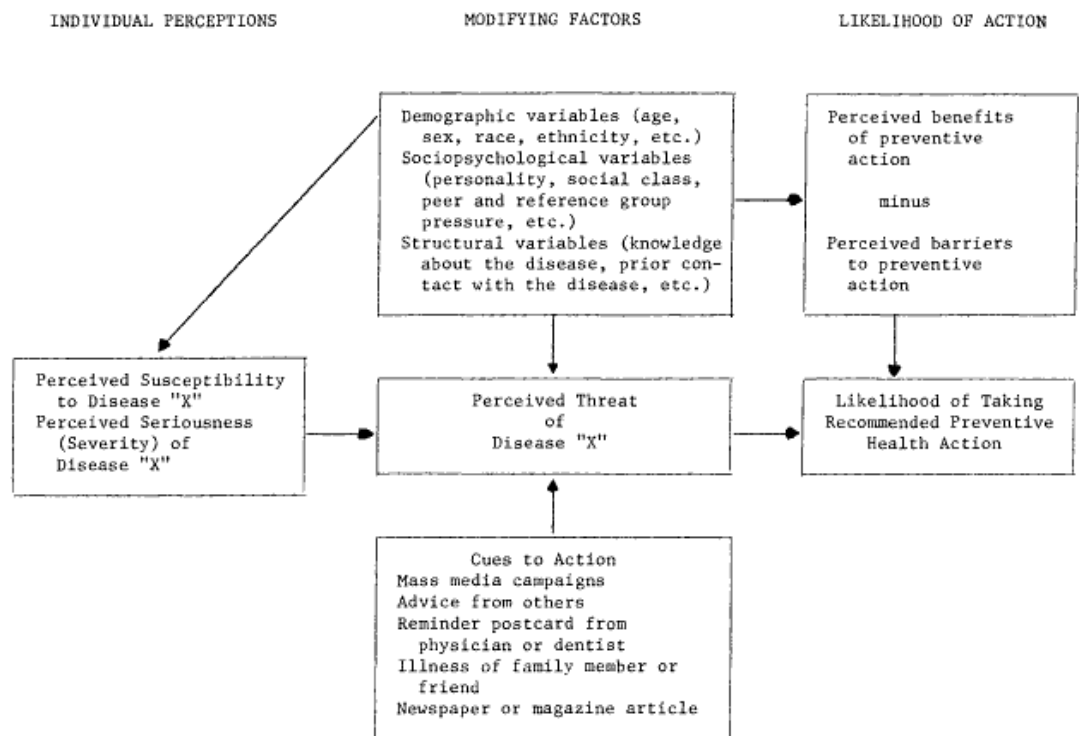 INDIVIDUAL PERCEPTIONS
MODIFYING FACTORS
LIKELIHOOD OF ACTION
Demographic variables (age,
sex, race, ethnicity, etc.)
Sociopsychological variables
(personality, social class,
peer and reference group
pressure, etc.)
Structural variables (knowledge
about the disease, prior con-
tact with the disease, etc.)
Perceived benefits
of preventive
action
minus
Perceived barriers
to preventive
action
Perceived Susceptibility
to Disease "X"
Perceived Seriousness
(Severity) of
Disease "X"
Perceived Threat
of
Disease "X"
Likelihood of Taking
Recommended Preventive
Health Action
Cues to Action
Mass media campaigns
Advice from others
Reminder postcard from
physician or dentist
Illness of family member or
friend
Newspaper or magazine article